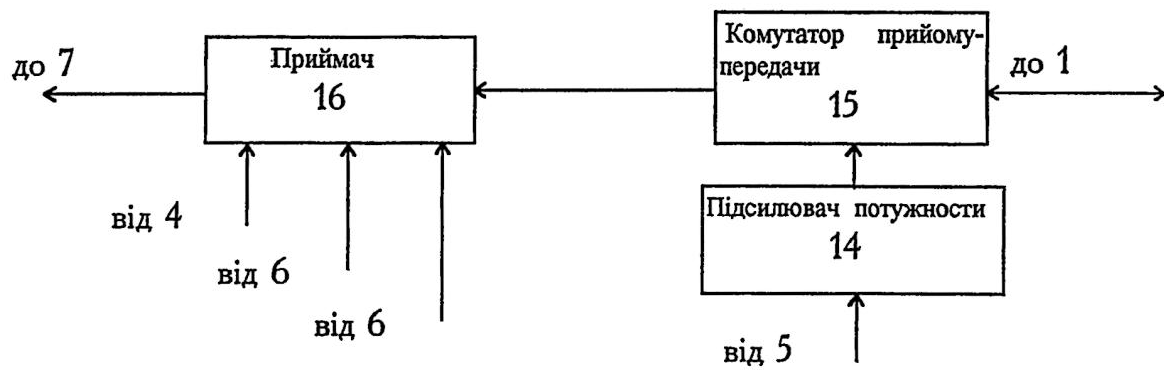 до 7
Приймач
16
Комутатор прийому-
передачи
15
до 1
Підсилювач потужности
14
від 4
від 6
від 6
від 5